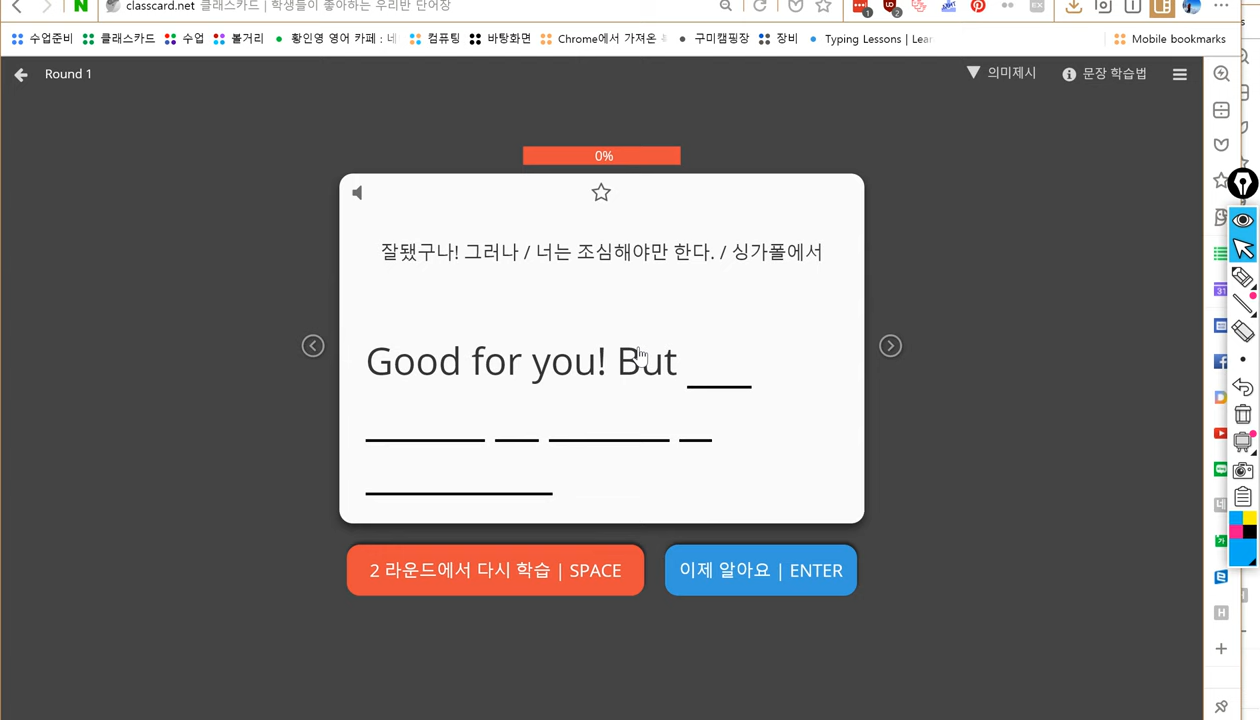 classcard.net 클래스카드 | 학생들이 좋아하는 우리반 단어장
수업준비 클래스카드 수업 볼거리 황인영 영어 카페 : 네 컴퓨팅 바탕화면 Chrome에서 가져온 구미캠핑장 장비 Typing Lessons | Lear Mobile bookmarks
Round 1 의미제시 문장 학습법
0%
잘됐구나! 그러나 / 너는 조심해야만 한다. / 싱가폴에서
Good for you! But
2 라운드에서 다시 학습 | SPACE 이제 알아요 | ENTER